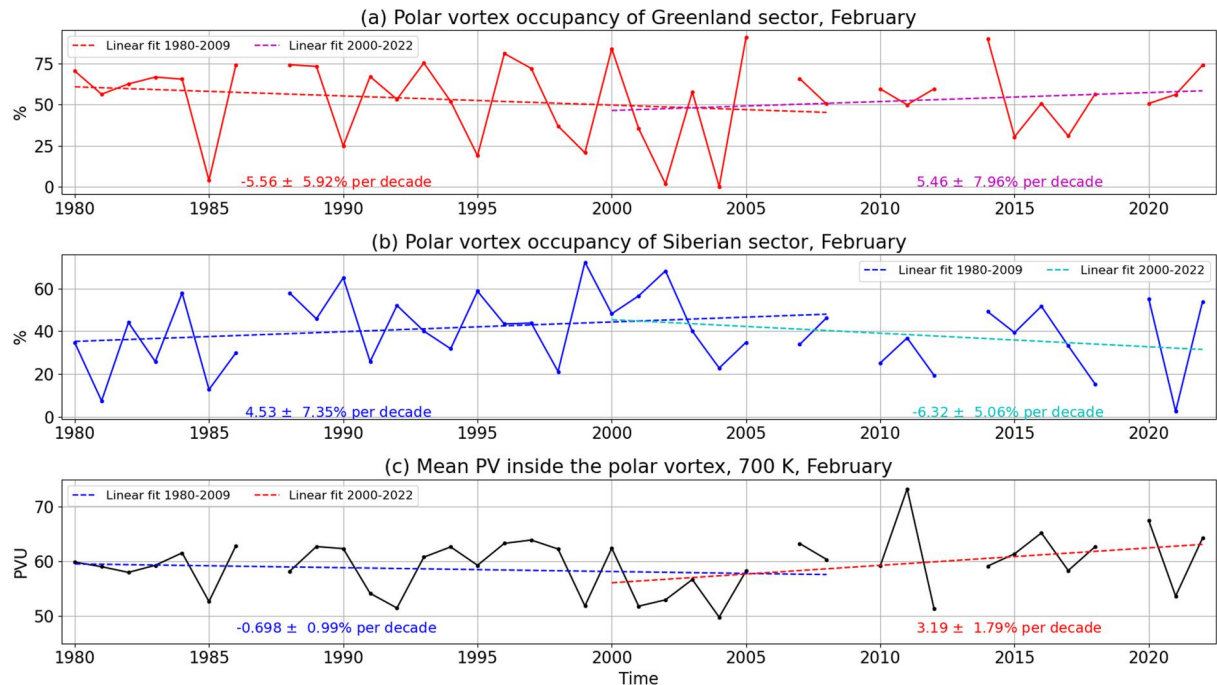 (a) Polar vortex occupancy of Greenland sector, February
Linear fit 1980-2009 Linear fit 2000-2022
75
50
25
0
%
-5.56 ± 5.92% per decade 5.46 ± 7.96% per decade
1980 1985 1990 1995 2000 2005 2010 2015 2020
(b) Polar vortex occupancy of Siberian sector, February
Linear fit 1980-2009 Linear fit 2000-2022
60
40
20
0
%
4.53 ± 7.35% per decade -6.32 ± 5.06% per decade
1980 1985 1990 1995 2000 2005 2010 2015 2020
(c) Mean PV inside the polar vortex, 700 K, February
Linear fit 1980-2009 Linear fit 2000-2022
70
60
50
PVU
-0.698 ± 0.99% per decade 3.19 ± 1.79% per decade
1980 1985 1990 1995 2000 2005 2010 2015 2020
Time